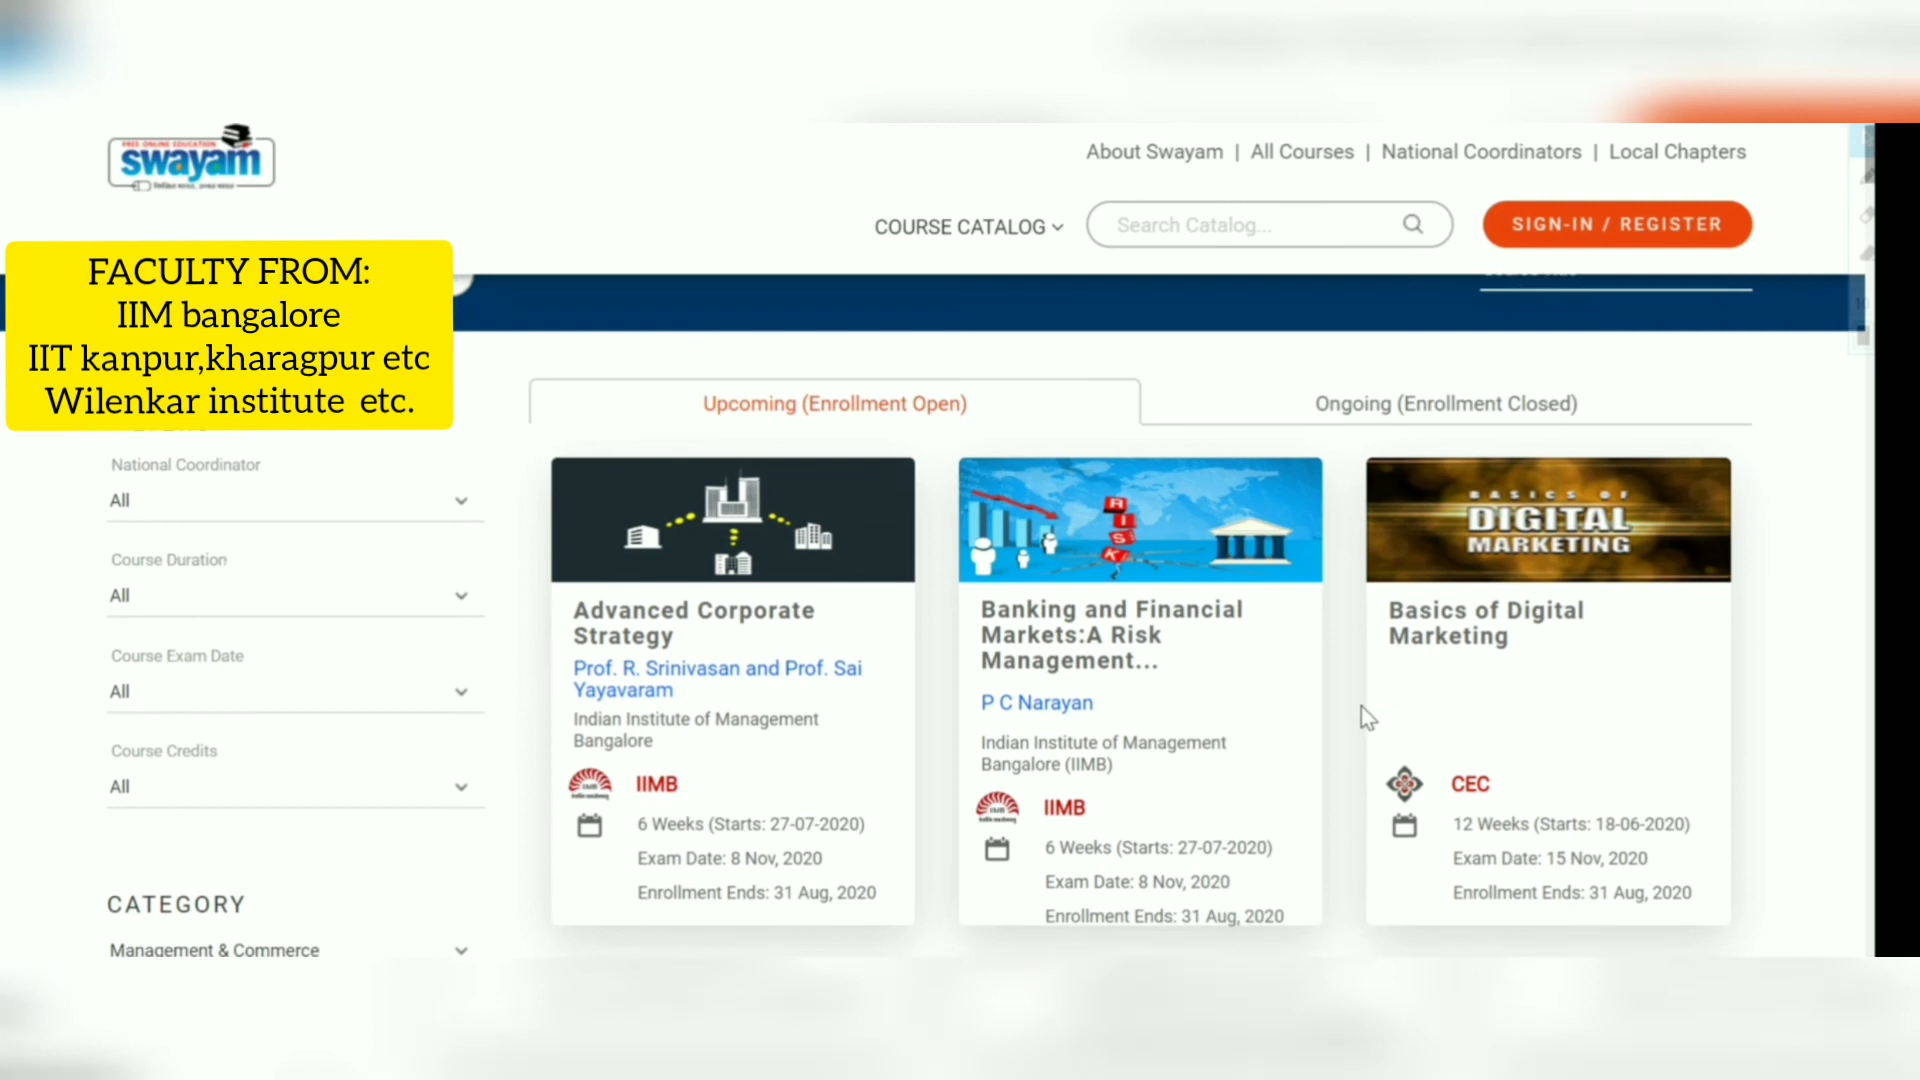 FREE ONLINE EDUCATION
swayam
About Swayam | All Courses | National Coordinators | Local Chapters
COURSE CATALOG
Search Catalog...
SIGN-IN / REGISTER
FACULTY FROM:
IIM bangalore
IIT kanpur,kharagpur etc
Wilenkar institute etc.
Upcoming (Enrollment Open)
Ongoing (Enrollment Closed)
National Coordinator
All
Course Duration
All
Course Exam Date
All
Course Credits
All
CATEGORY
Management & Commerce
Advanced Corporate
Strategy
Prof. R. Srinivasan and Prof. Sai
Yayavaram
Indian Institute of Management
Bangalore
IIMB
6 Weeks (Starts: 27-07-2020)
Exam Date: 8 Nov, 2020
Enrollment Ends: 31 Aug, 2020
RISK
Banking and Financial
Markets:A Risk
Management...
P C Narayan
Indian Institute of Management
Bangalore (IIMB)
IIMB
6 Weeks (Starts: 27-07-2020)
Exam Date: 8 Nov, 2020
Enrollment Ends: 31 Aug, 2020
BASICS OF
DIGITAL
MARKETING
Basics of Digital
Marketing
CEC
12 Weeks (Starts: 18-06-2020)
Exam Date: 15 Nov, 2020
Enrollment Ends: 31 Aug, 2020